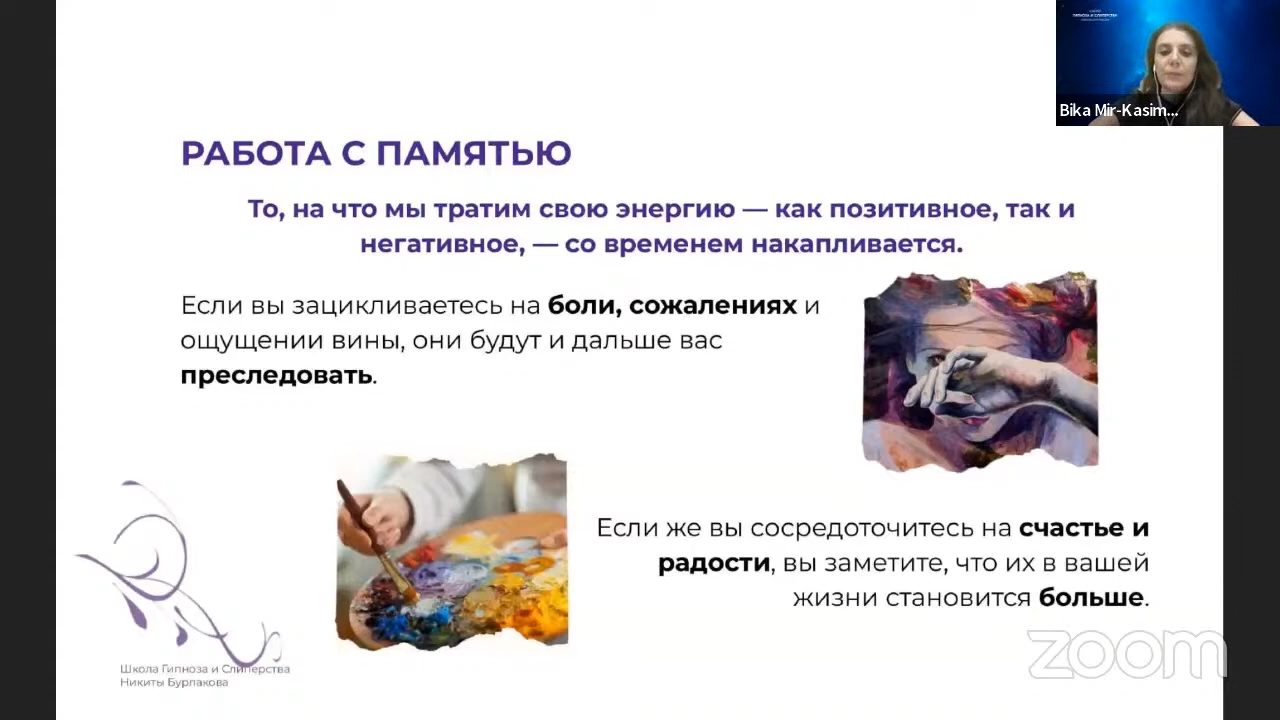 Bika Mir-Kasim...
РАБОТА С ПАМЯТЬЮ
То, на что мы тратим свою энергию — как позитивное, так и
негативное, — со временем накапливается.
Если вы зацикливаетесь на боли, сожалениях и
ощущении вины, они будут и дальше вас
преследовать.
Если же вы сосредоточитесь на счастье и
радости, вы заметите, что их в вашей
жизни становится больше.
Школа Гипноза и Слиперства
Никиты Бурлакова
zoom